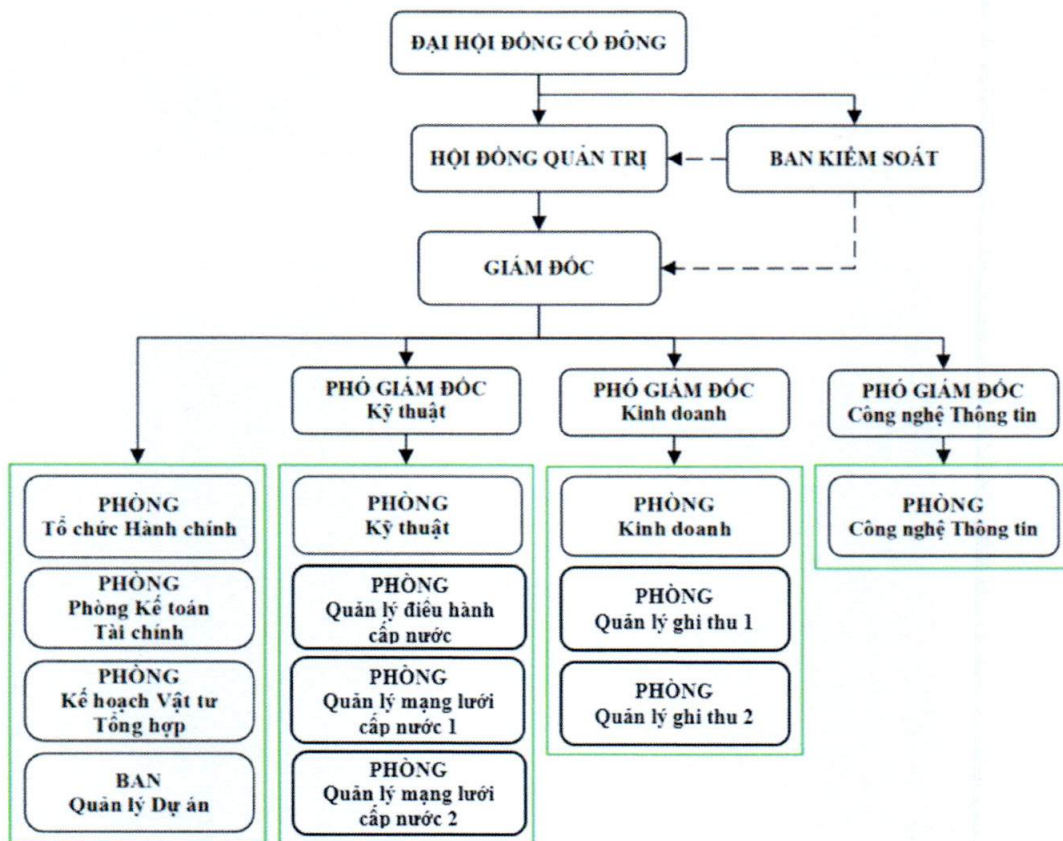 ĐẠI HỘI ĐỒNG CỔ ĐÔNG
HỘI ĐỒNG QUẢN TRỊ
BAN KIỂM SOÁT
GIÁM ĐỐC
PHÓ GIÁM ĐỐC
Kỹ thuật
PHÓ GIÁM ĐỐC
Kinh doanh
PHÓ GIÁM ĐỐC
Công nghệ Thông tin
PHÒNG
Tổ chức Hành chính
PHÒNG
Phòng Kế toán
Tài chính
PHÒNG
Kế hoạch Vật tư
Tổng hợp
BAN
Quản lý Dự án
PHÒNG
Kỹ thuật
PHÒNG
Quản lý điều hành
cấp nước
PHÒNG
Quản lý mạng lưới
cấp nước 1
PHÒNG
Quản lý mạng lưới
cấp nước 2
PHÒNG
Kinh doanh
PHÒNG
Quản lý ghi thu 1
PHÒNG
Quản lý ghi thu 2
PHÒNG
Công nghệ Thông tin